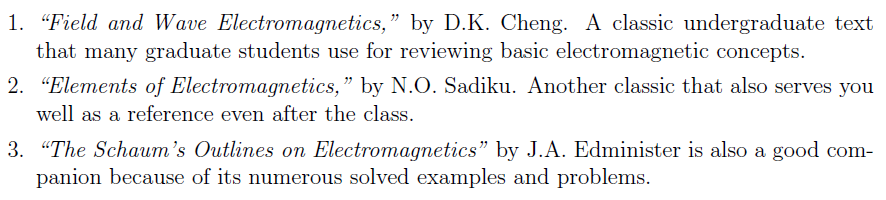 1. “Field and Wave Electromagnetics,” by D.K. Cheng. A classic undergraduate text
that many graduate students use for reviewing basic electromagnetic concepts.
2. “Elements of Electromagnetics,” by N.O. Sadiku. Another classic that also serves you
well as a reference even after the class.
3. “The Schaum’s Outlines on Electromagnetics” by J.A. Edminister is also a good com-
panion because of its numerous solved examples and problems.